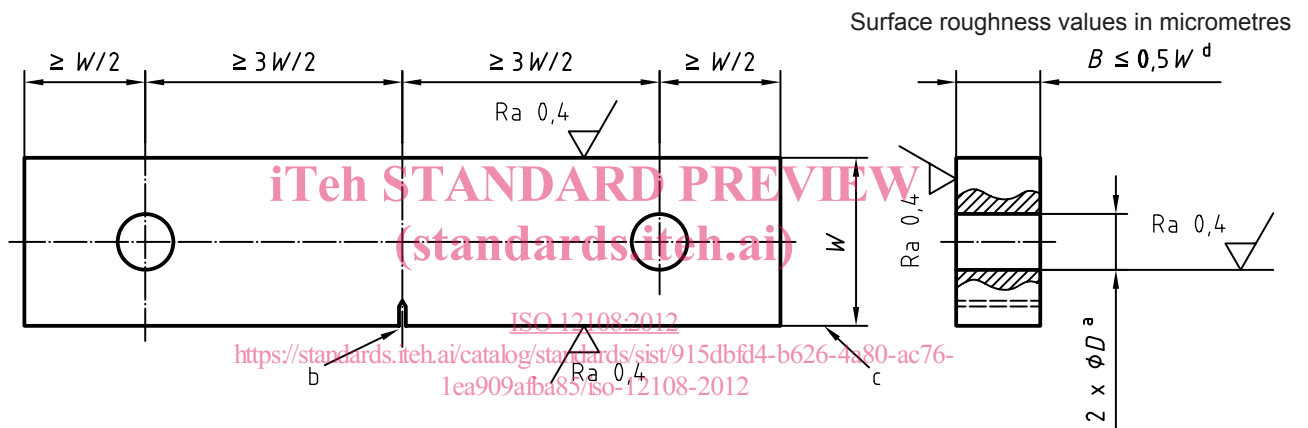 Surface roughness values in micrometres
≥ W/2
≥ 3W/2
≥ 3W/2
≥ W/2
B ≤ 0,5W d
Ra 0,4
iTeh STANDARD PREVIEW
(standards.iteh.ai)
W
Ra 0,4
Ra 0,4
ISO 12108:2012
https://standards.iteh.ai/catalog/standards/sist/915dbfd4-b626-4a80-ac76-
1ea909afba85/iso-12108-2012
b
Ra 0,4
c
2 x ϕD a